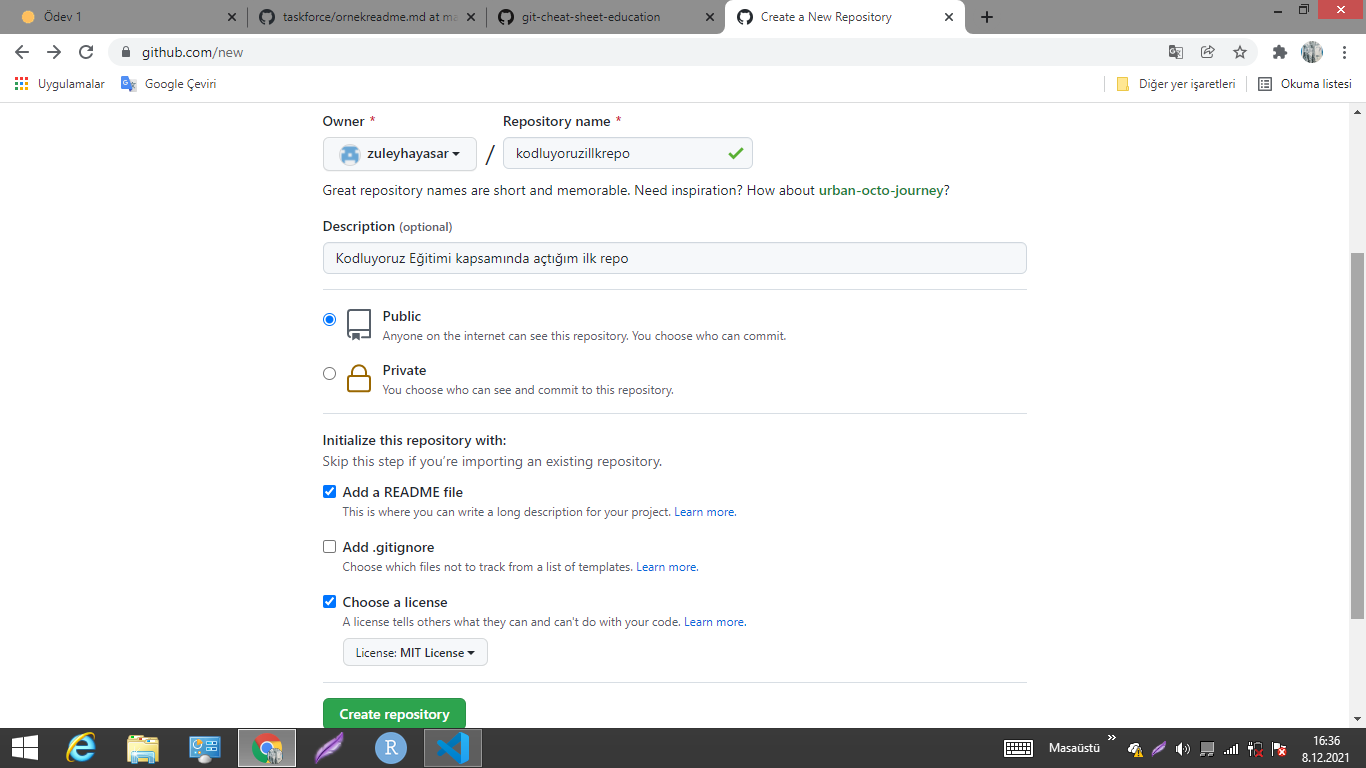 Ödev 1
taskforce/ornekreadme.md at ma
git-cheat-sheet-education
Create a New Repository
github.com/new
Uygulamalar
Google Çeviri
Diğer yer işaretleri
Okuma listesi
Owner *
Repository name *
zuleyhayasar
/
kodluyoruzillkrepo
Great repository names are short and memorable. Need inspiration? How about urban-octo-journey?
Description (optional)
Kodluyoruz Eğitimi kapsamında açtığım ilk repo
Public
Anyone on the internet can see this repository. You choose who can commit.
Private
You choose who can see and commit to this repository.
Initialize this repository with:
Skip this step if you’re importing an existing repository.
Add a README file
This is where you can write a long description for your project. Learn more.
Add .gitignore
Choose which files not to track from a list of templates. Learn more.
Choose a license
A license tells others what they can and can't do with your code. Learn more.
License: MIT License
Create repository
R
Masaüstü
16:36
8.12.2021